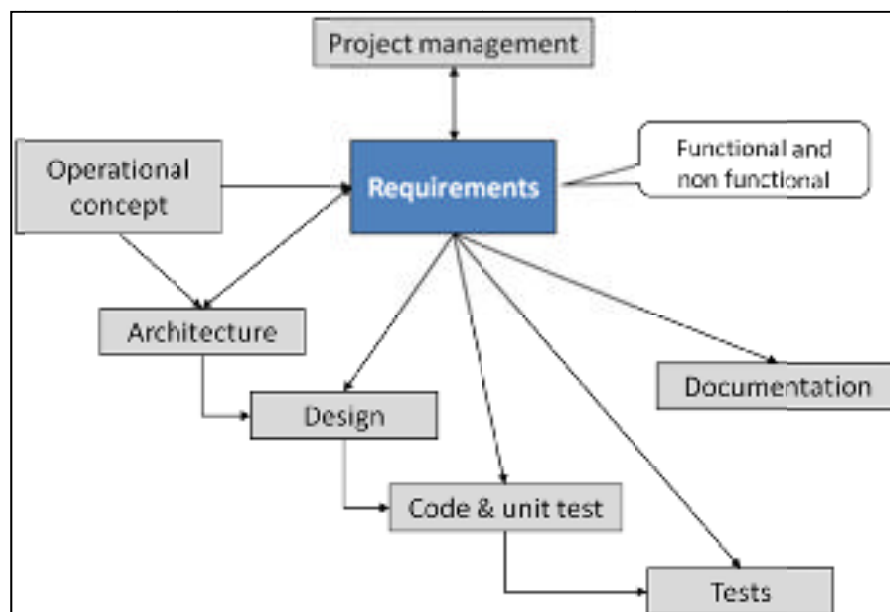 Project management
Operational
concept
Requirements
Functional and
non functional
Architecture
Documentation
Design
Code & unit test
Tests